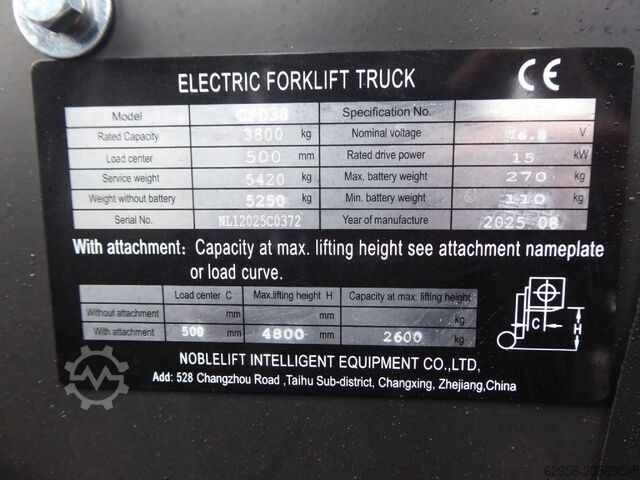 ELECTRIC FORKLIFT TRUCK CE
Model CPD38 Specification No.
Rated Capacity 3800 kg Nominal voltage 76.8 V
Load center 500 mm Rated drive power 15 kW
Service weight 5420 kg Max. battery weight 270 kg
Weight without battery 5250 kg Min. battery weight 110 kg
Serial No. NL12025C0372 Year of manufacture 2025.08
With attachment: Capacity at max. lifting height see attachment nameplate
or load curve.
Load center C Max.lifting height H Capacity at max. lifting height
Without attachment mm mm kg
With attachment 500 mm 4800 mm 2600 kg
C H
NOBLELIFT INTELLIGENT EQUIPMENT CO.,LTD,
Add: 528 Changzhou Road ,Taihu Sub-district, Changxing, Zhejiang,China